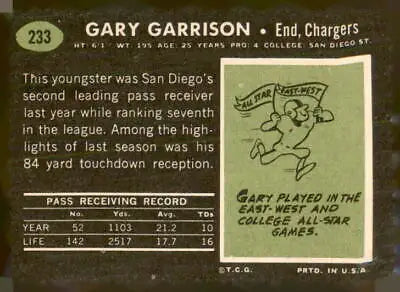 233
GARY GARRISON • End, Chargers
HT: 6'1" WT: 195 AGE: 25 YEARS PRO: 4 COLLEGE: SAN DIEGO ST.
This youngster was San Diego's
second leading pass receiver
last year while ranking seventh
in the league. Among the high-
lights of last season was his
84 yard touchdown reception.
PASS RECEIVING RECORD
No. Yds. Avg. TDs
YEAR 52 1103 21.2 10
LIFE 142 2517 17.7 16
ALL STAR EAST-WEST
GARY PLAYED IN THE
EAST-WEST AND
COLLEGE ALL-STAR
GAMES.
©T.C.G. PRTD. IN U.S.A.